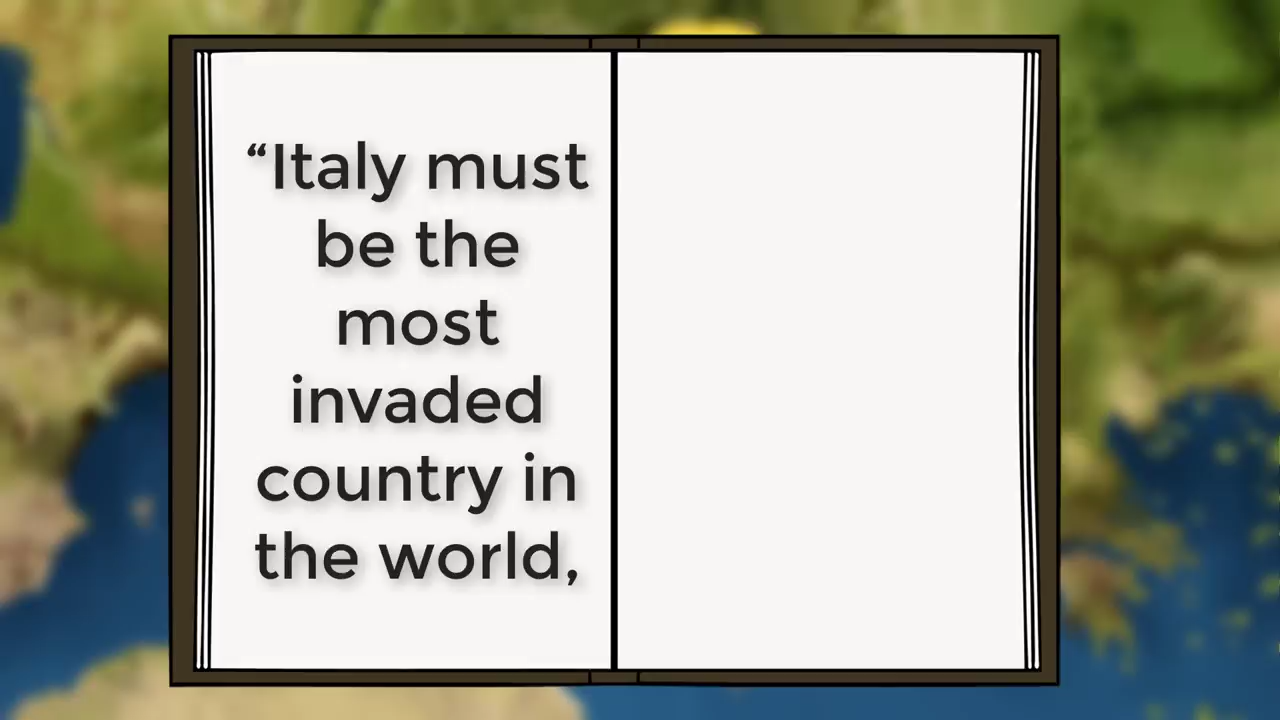 “Italy must
be the
most
invaded
country in
the world,